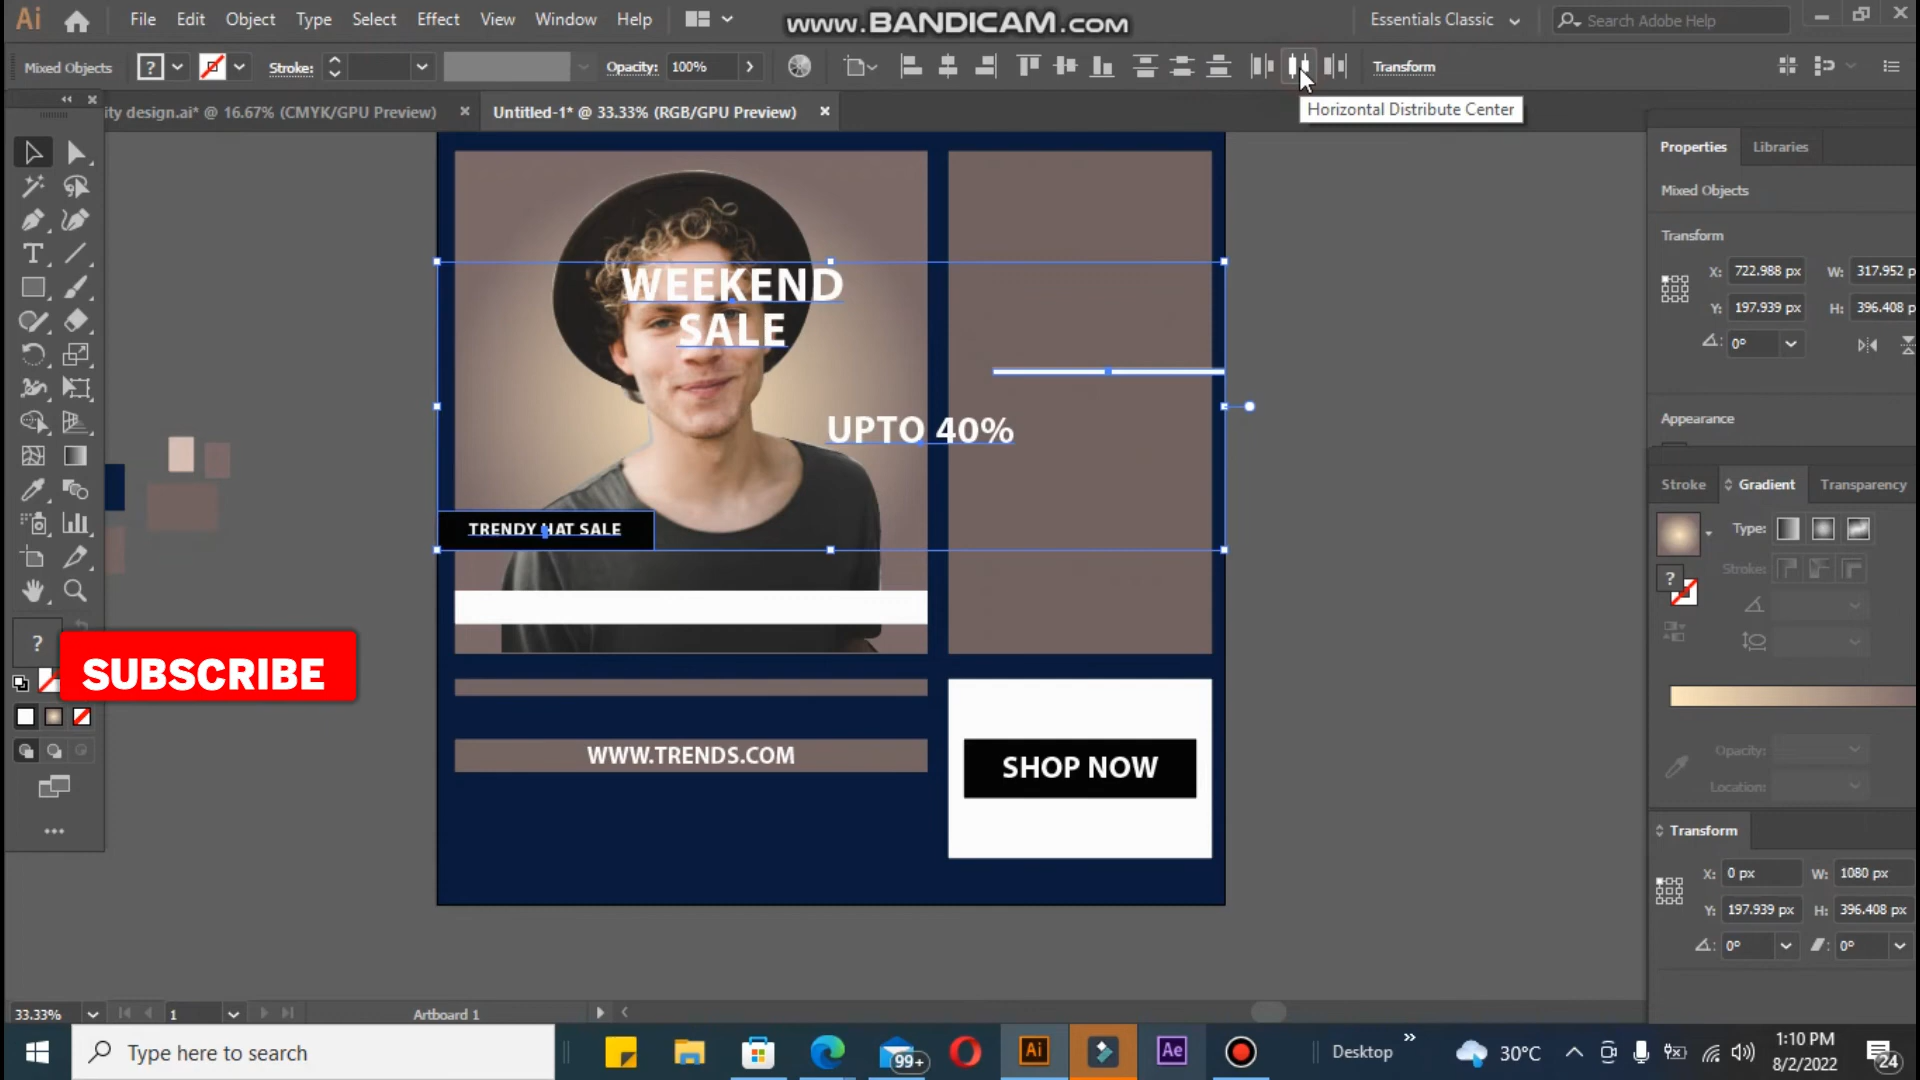 Ai File Edit Object Type Select Effect View Window Help
www.BANDICAM.com
Essentials Classic
Search Adobe Help
Mixed Objects
?
Stroke:
Opacity: 100%
Transform
ity design.ai* @ 16.67% (CMYK/GPU Preview)
Untitled-1* @ 33.33% (RGB/GPU Preview)
Horizontal Distribute Center
WEEKEND
SALE
UPTO 40%
TRENDY HAT SALE
WWW.TRENDS.COM
SHOP NOW
?
SUBSCRIBE
Properties
Libraries
Mixed Objects
Transform
X: 722.988 px W: 317.952 p
Y: 197.939 px H: 396.408 p
0°
Appearance
Stroke
Gradient
Transparency
Type:
?
Stroke:
Opacity:
Location:
Transform
X: 0 px W: 1080 px
Y: 197.939 px H: 396.408 px
0° 0°
33.33%
1
Artboard 1
Type here to search
99+
Ai
Ae
Desktop
30°C
1:10 PM
8/2/2022
24